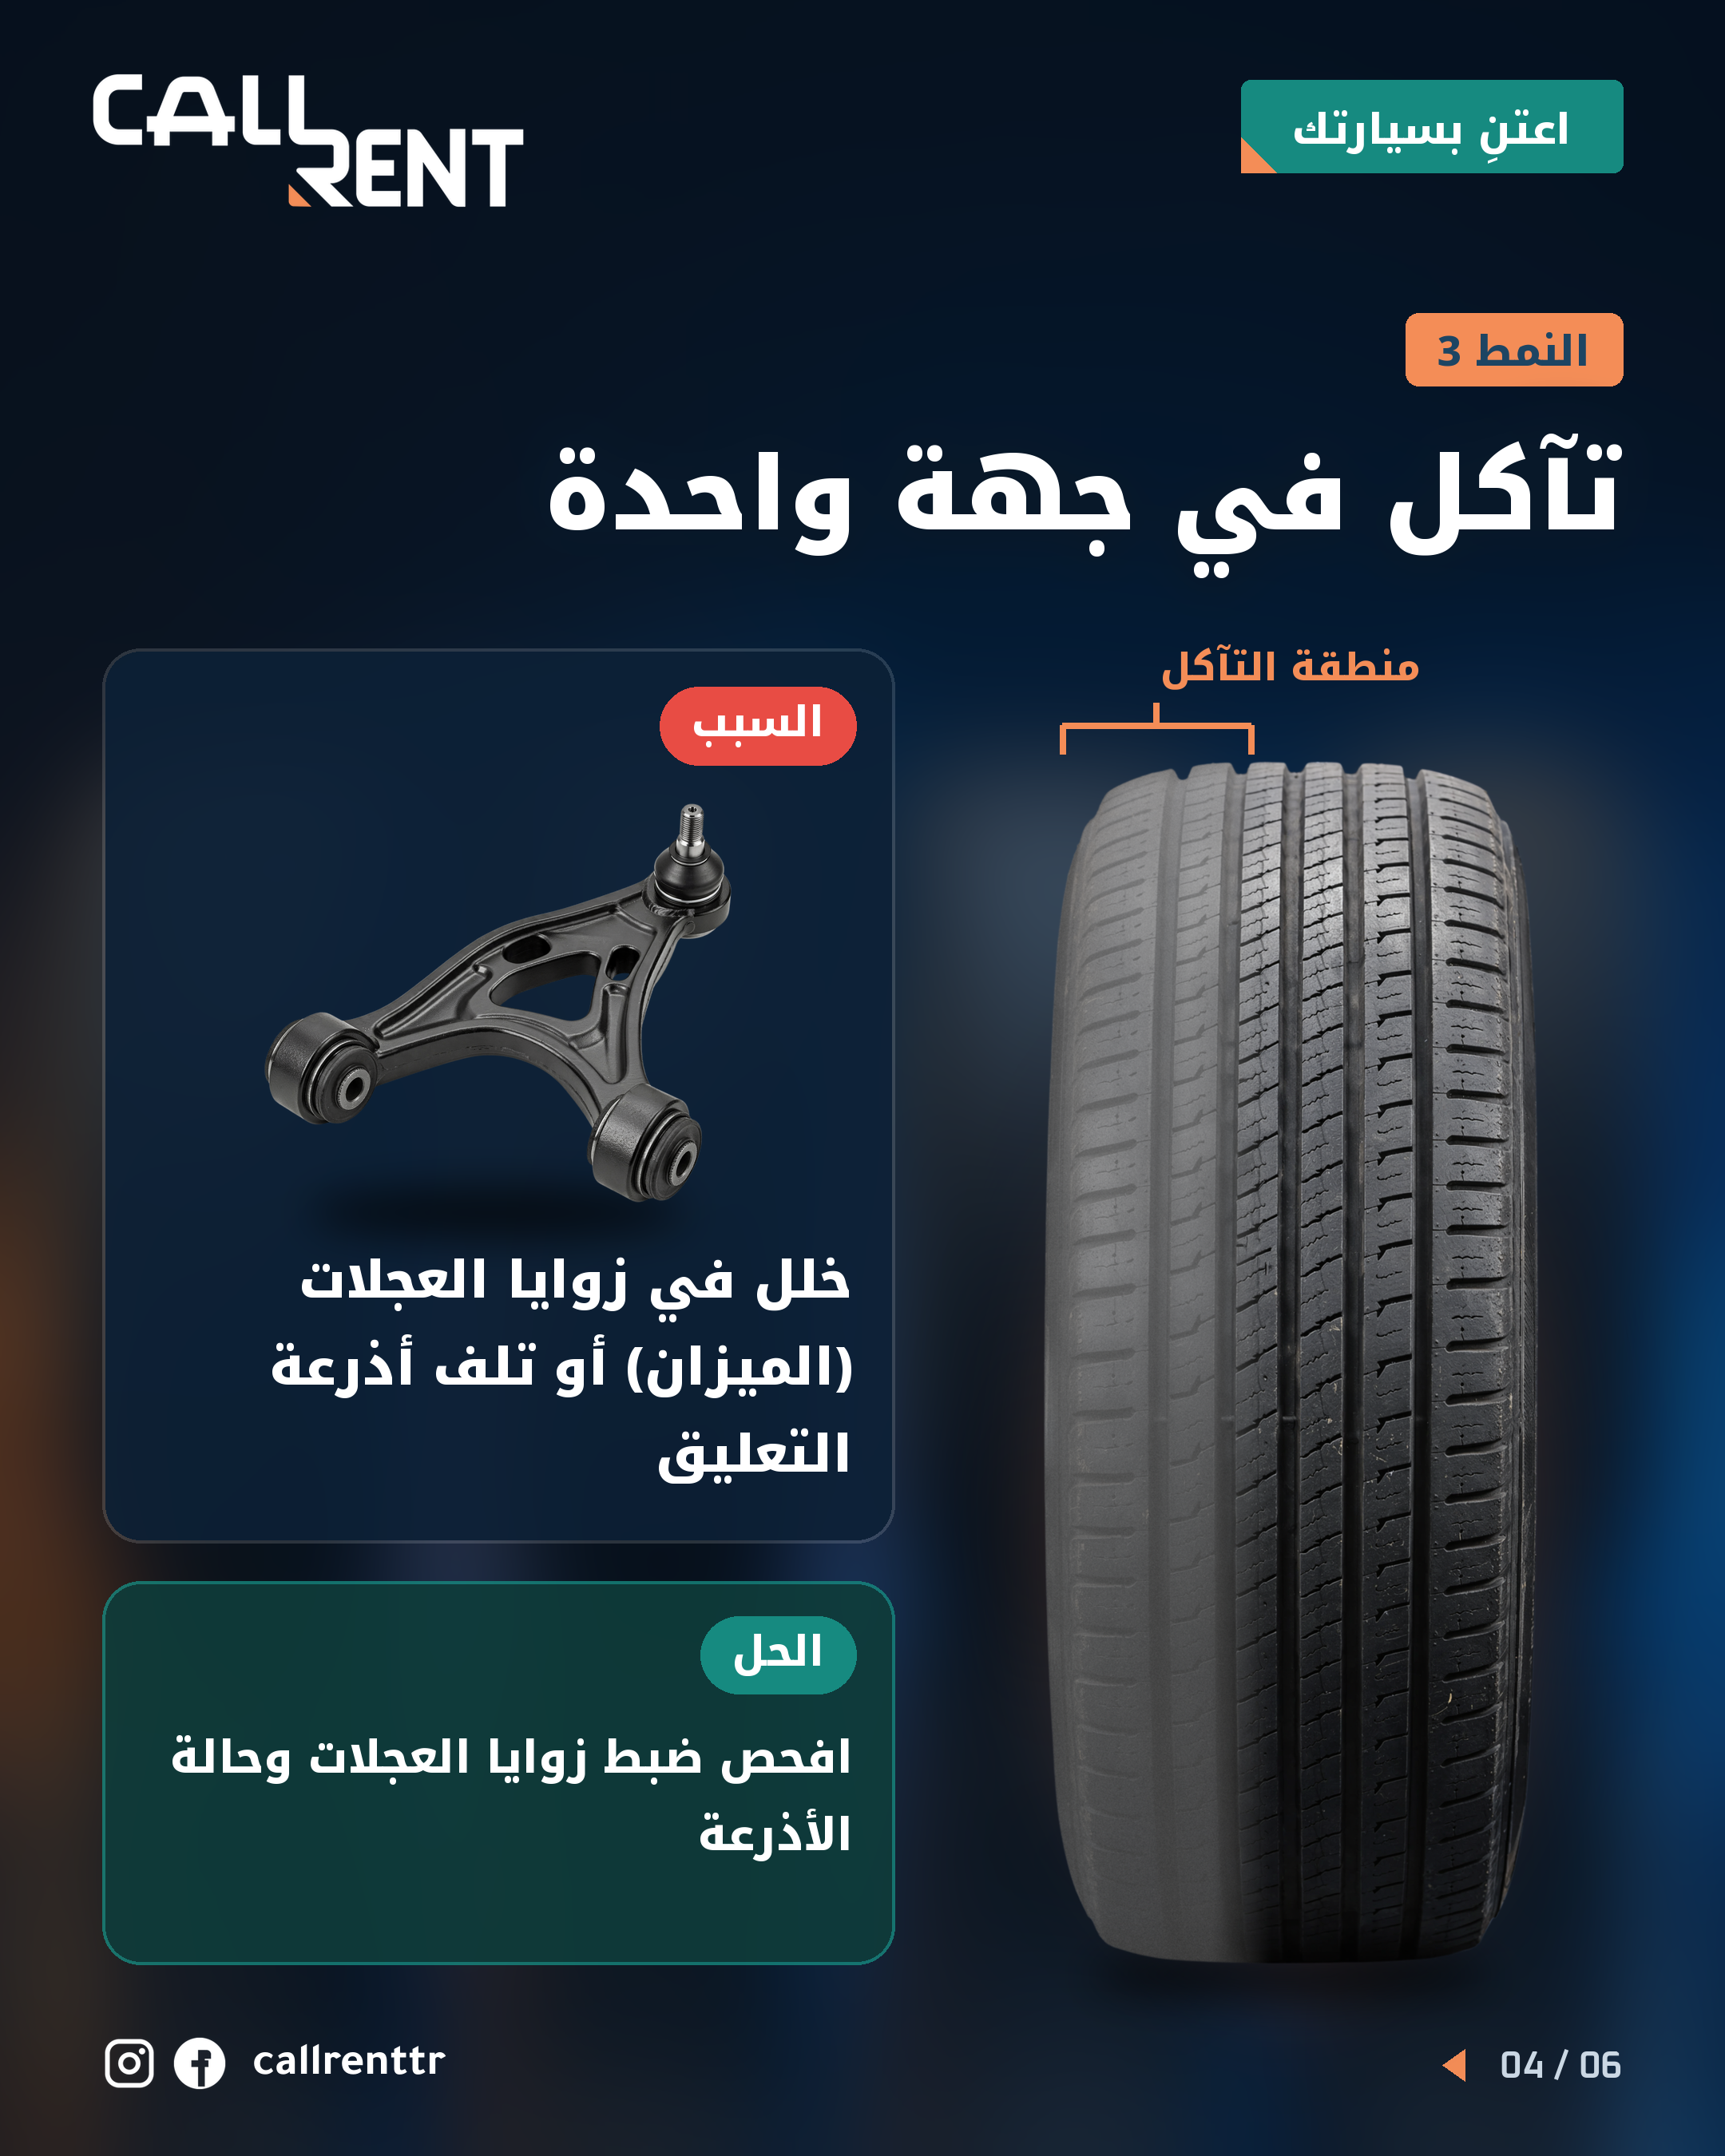 CALL RENT
اعتنِ بسيارتك
النمط 3
تآكل في جهة واحدة
منطقة التآكل
السبب
خلل في زوايا العجلات
(الميزان) أو تلف أذرعة
التعليق
الحل
افحص ضبط زوايا العجلات وحالة
الأذرعة
callrenttr
04 / 06